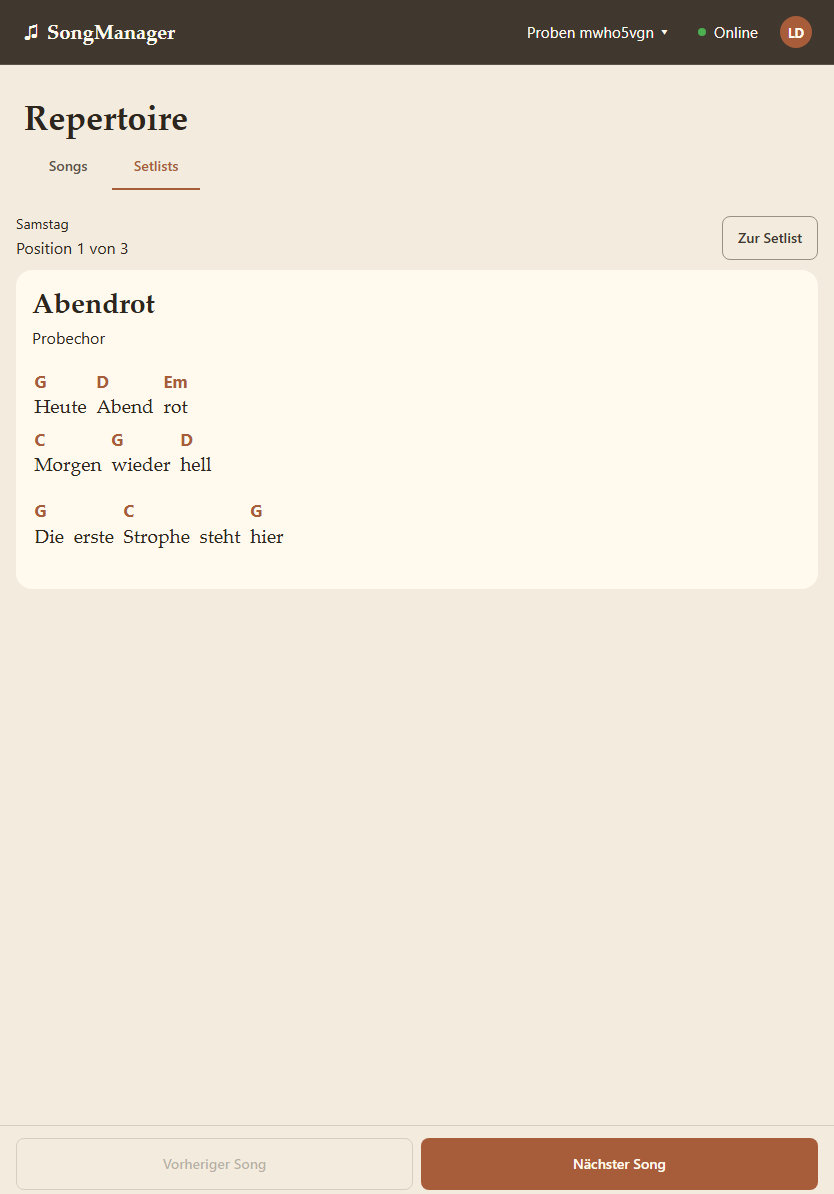 ♫ SongManager
Proben mwho5vgn ▾ Online LD
Repertoire
Songs Setlists
Samstag
Position 1 von 3
Zur Setlist
Abendrot
Probechor
G D Em
Heute Abend rot
C G D
Morgen wieder hell
G C G
Die erste Strophe steht hier
Vorheriger Song Nächster Song